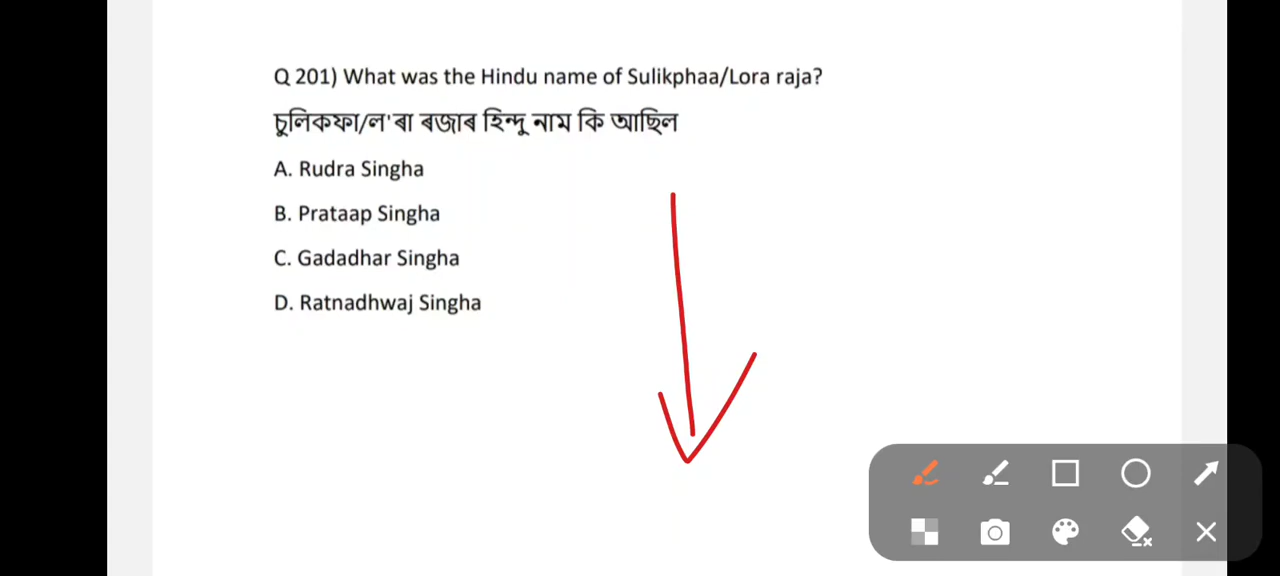 Q 201) What was the Hindu name of Sulikphaa/Lora raja?
চুলিকফা/ল'ৰা ৰজাৰ হিন্দু নাম কি আছিল
A. Rudra Singha
B. Prataap Singha
C. Gadadhar Singha
D. Ratnadhwaj Singha